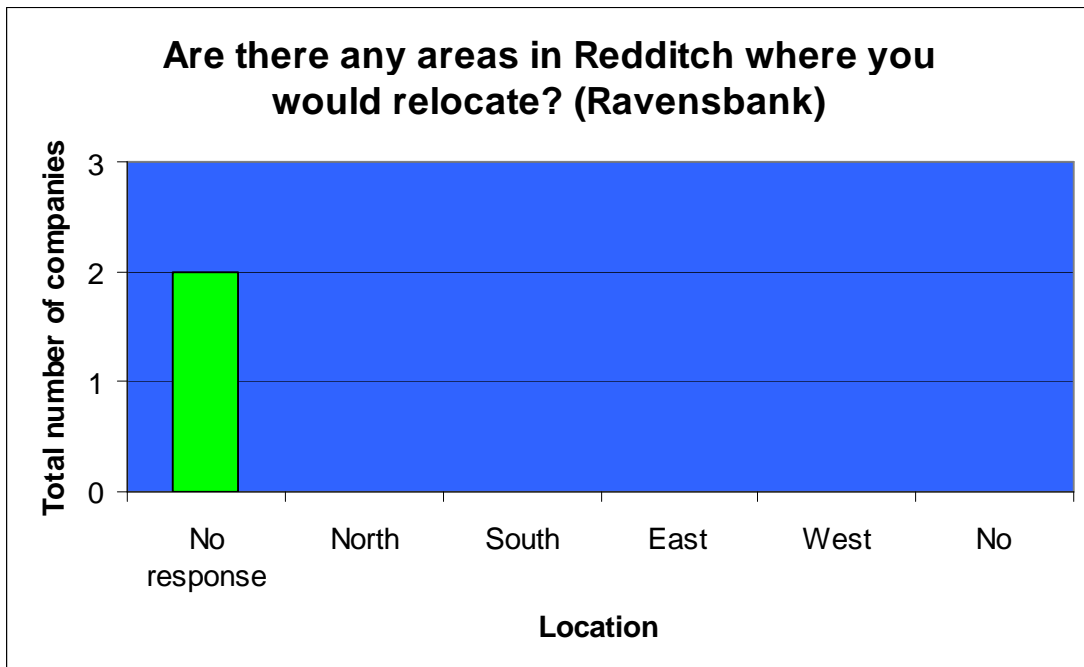 Are there any areas in Redditch where you
would relocate? (Ravensbank)
Total number of companies
3
2
1
0
No
response
North
South
East
West
No
Location